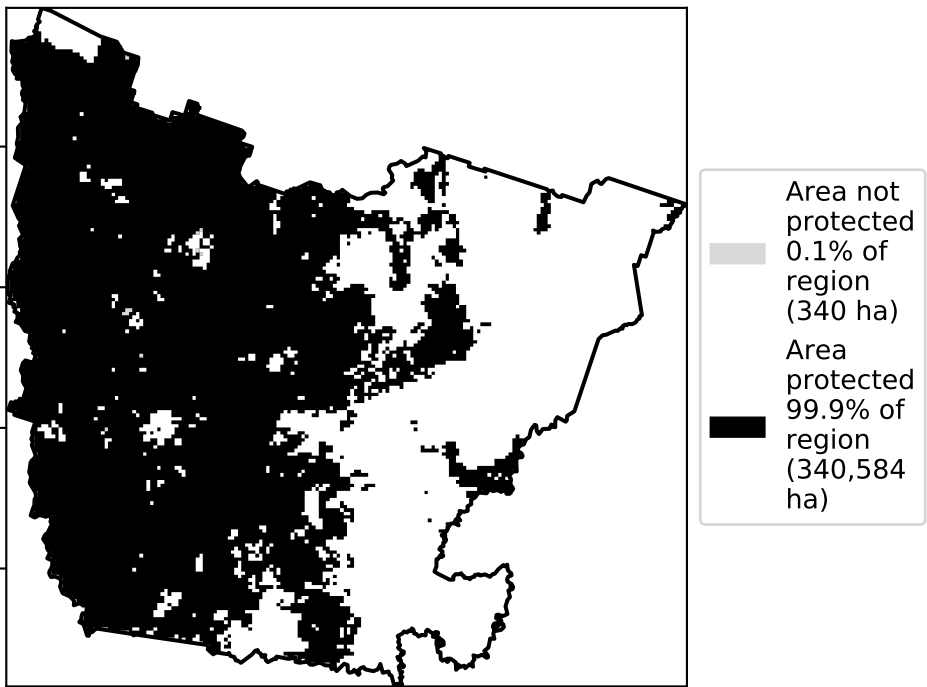 Area not
protected
0.1% of
region
(340 ha)
Area
protected
99.9% of
region
(340,584
ha)